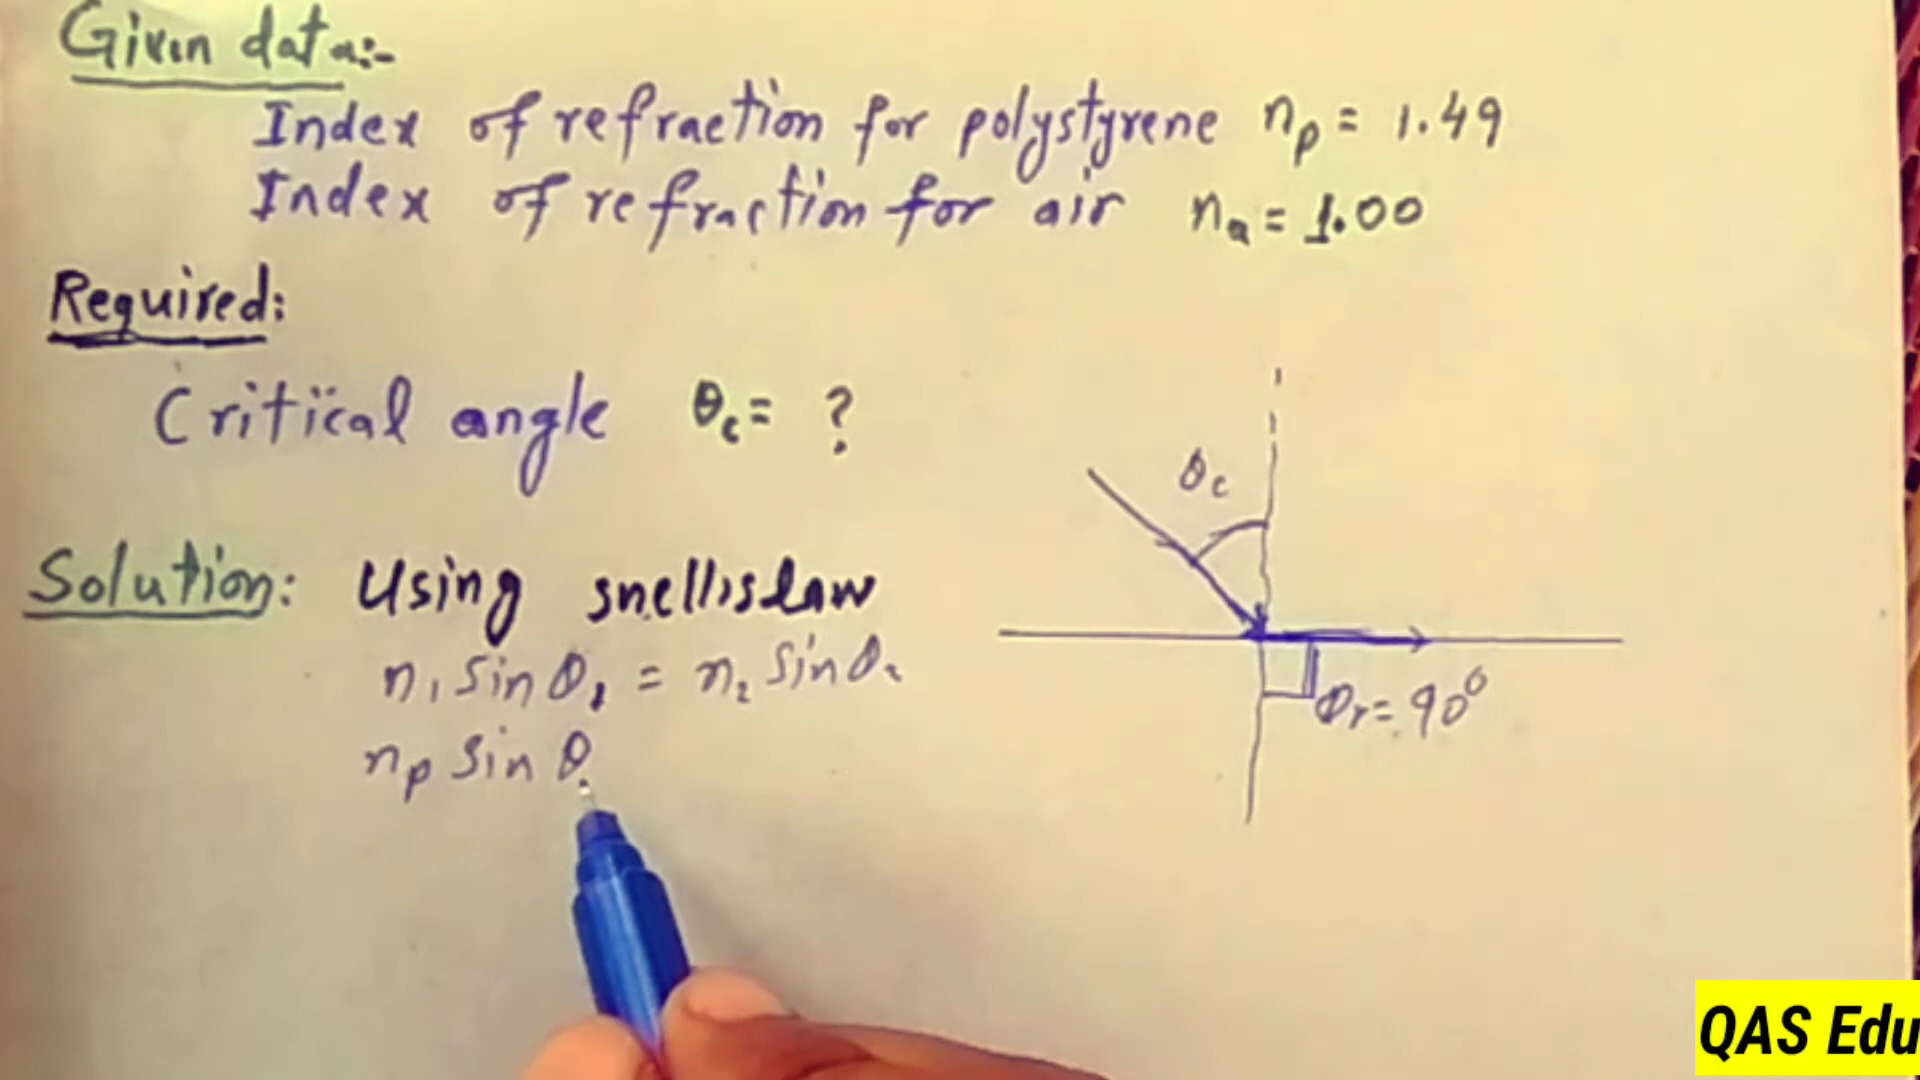 Given data:-
Index of refraction for polystyrene np = 1.49
Index of refraction for air na = 1.00
Required:
Critical angle θc = ?
θc
Solution: Using snell's law
n1 sin θ1 = n2 sin θ2
θr = 90°
np sin θ
QAS Edu